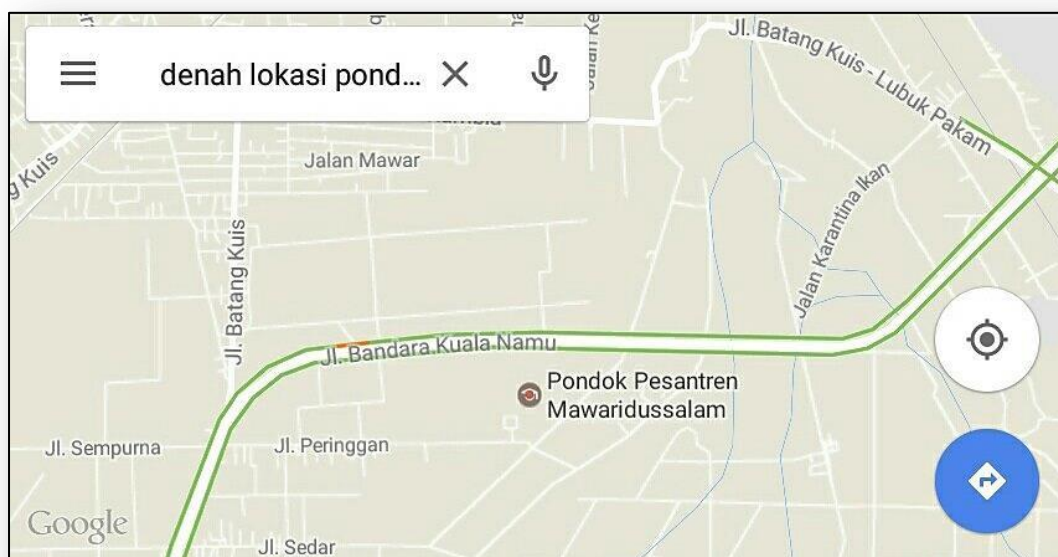 Jl. Batang Kuis - Lubuk Pakam
denah lokasi pond...
Jalan Mawar
Jalan Karantina Ikan
Jl. Batang Kuis
Jl. Bandara Kuala Namu
Pondok Pesantren
Mawaridussalam
Jl. Sempurna
Jl. Peringgan
Google
Jl. Sedar